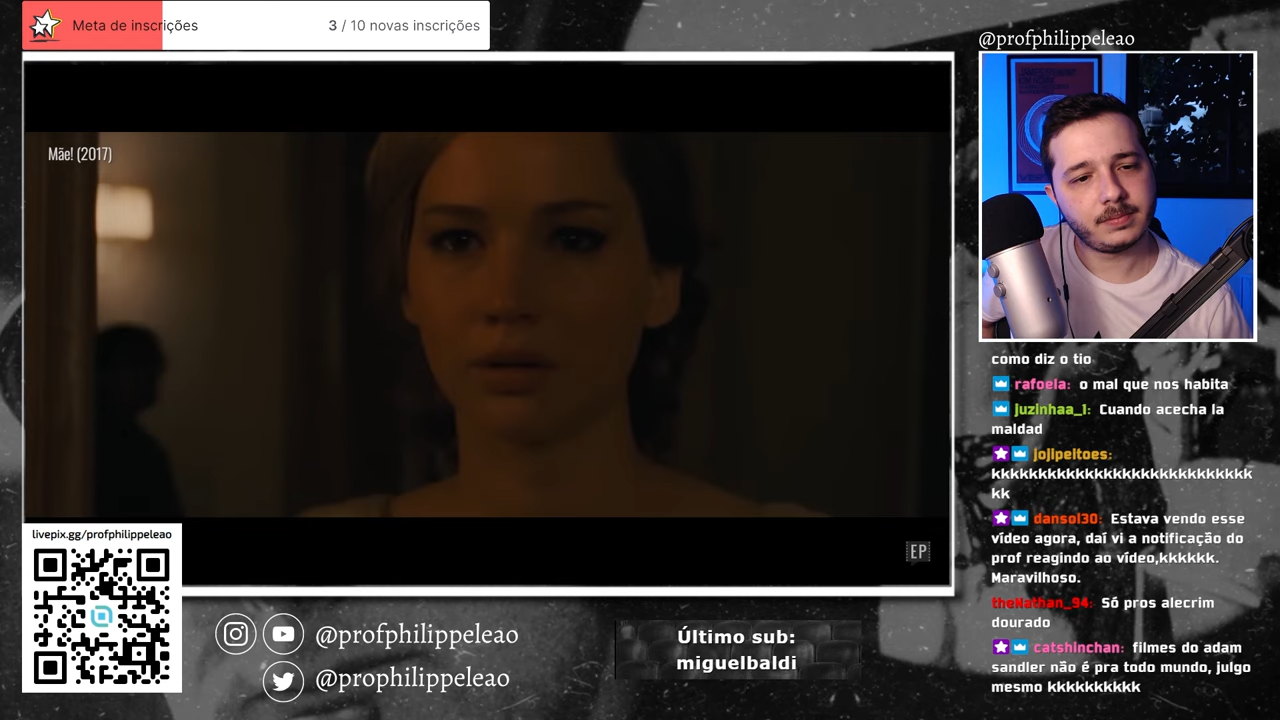 Meta de inscrições
3 / 10 novas inscrições
@profphilippeleao
Mãe! (2017)
como diz o tio
rafoela: o mal que nos habita
juzinhaa_1: Cuando acecha la
maldad
jojipeitoes:
kkkkkkkkkkkkkkkkkkkkkkkkkkkk
kk
dansol30: Estava vendo esse
vídeo agora, daí vi a notificação do
prof reagindo ao vídeo,kkkkkk.
Maravilhoso.
theNathan_94: Só pros alecrim
dourado
catshinchan: filmes do adam
sandler não é pra todo mundo, julgo
mesmo kkkkkkkkkk
EP
livepix.gg/profphilippeleao
@profphilippeleao
@prophilippeleao
Último sub:
miguelbaldi